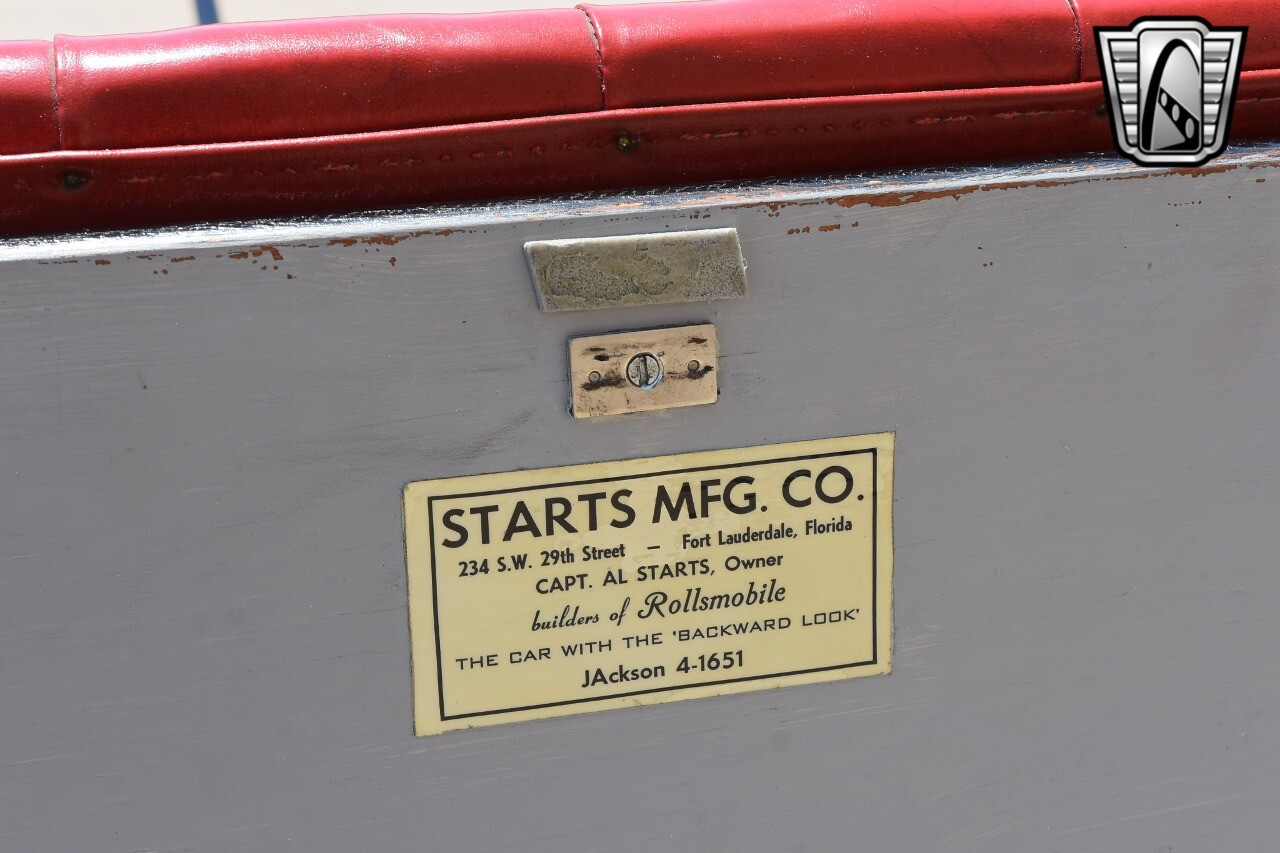 STARTS MFG. CO.
234 S.W. 29th Street — Fort Lauderdale, Florida
CAPT. AL STARTS, Owner
builders of Rollsmobile
THE CAR WITH THE 'BACKWARD LOOK'
JAckson 4-1651